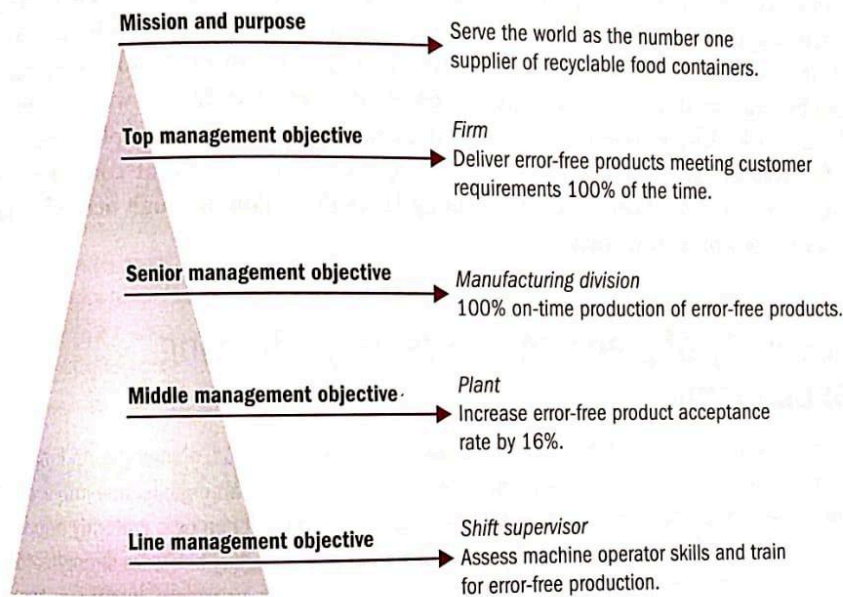 Mission and purpose
Serve the world as the number one
supplier of recyclable food containers.
Top management objective
Firm
Deliver error-free products meeting customer
requirements 100% of the time.
Senior management objective
Manufacturing division
100% on-time production of error-free products.
Middle management objective
Plant
Increase error-free product acceptance
rate by 16%.
Line management objective
Shift supervisor
Assess machine operator skills and train
for error-free production.